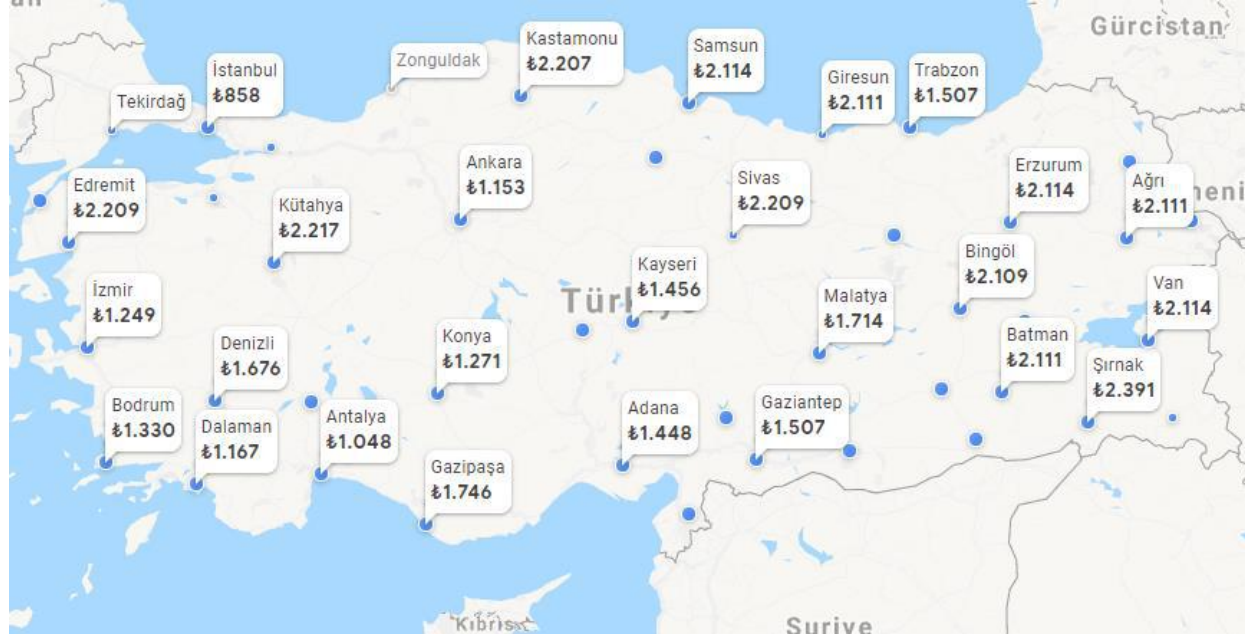 Gürcistan
Kastamonu
₺2.207
Samsun
₺2.114
Zonguldak
İstanbul
₺858
Giresun
₺2.111
Trabzon
₺1.507
Tekirdağ
Ankara
₺1.153
Sivas
₺2.209
Erzurum
₺2.114
Ağrı
₺2.111
Edremit
₺2.209
Kütahya
₺2.217
Bingöl
₺2.109
Kayseri
₺1.456
Van
₺2.114
İzmir
₺1.249
Malatya
₺1.714
Türkiye
Denizli
₺1.676
Konya
₺1.271
Batman
₺2.111
Şırnak
₺2.391
Bodrum
₺1.330
Dalaman
₺1.167
Antalya
₺1.048
Adana
₺1.448
Gaziantep
₺1.507
Gazipaşa
₺1.746
Kıbrıs
Suriye